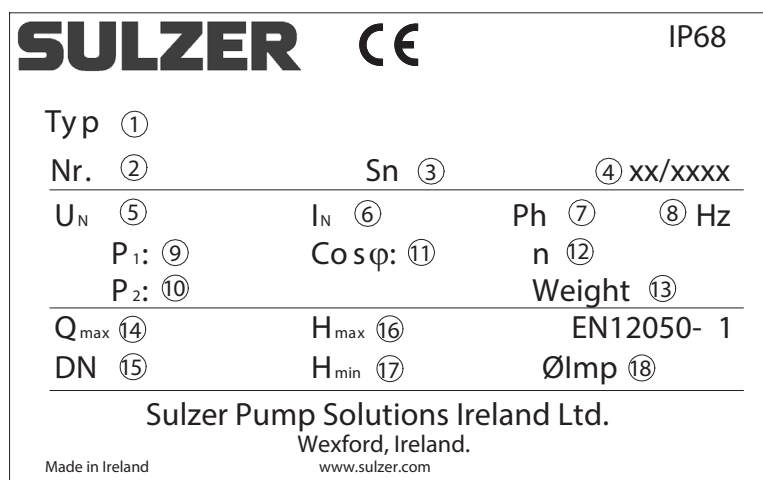 SULZER CE IP68
Typ ①
Nr. ② Sn ③ ④ xx/xxxx
UN ⑤ IN ⑥ Ph ⑦ ⑧ Hz
P1: ⑨ Cosφ: ⑪ n ⑫
P2: ⑩ Weight ⑬
Qmax ⑭ Hmax ⑯ EN12050- 1
DN ⑮ Hmin ⑰ ØImp ⑱
Sulzer Pump Solutions Ireland Ltd.
Wexford, Ireland.
Made in Ireland www.sulzer.com